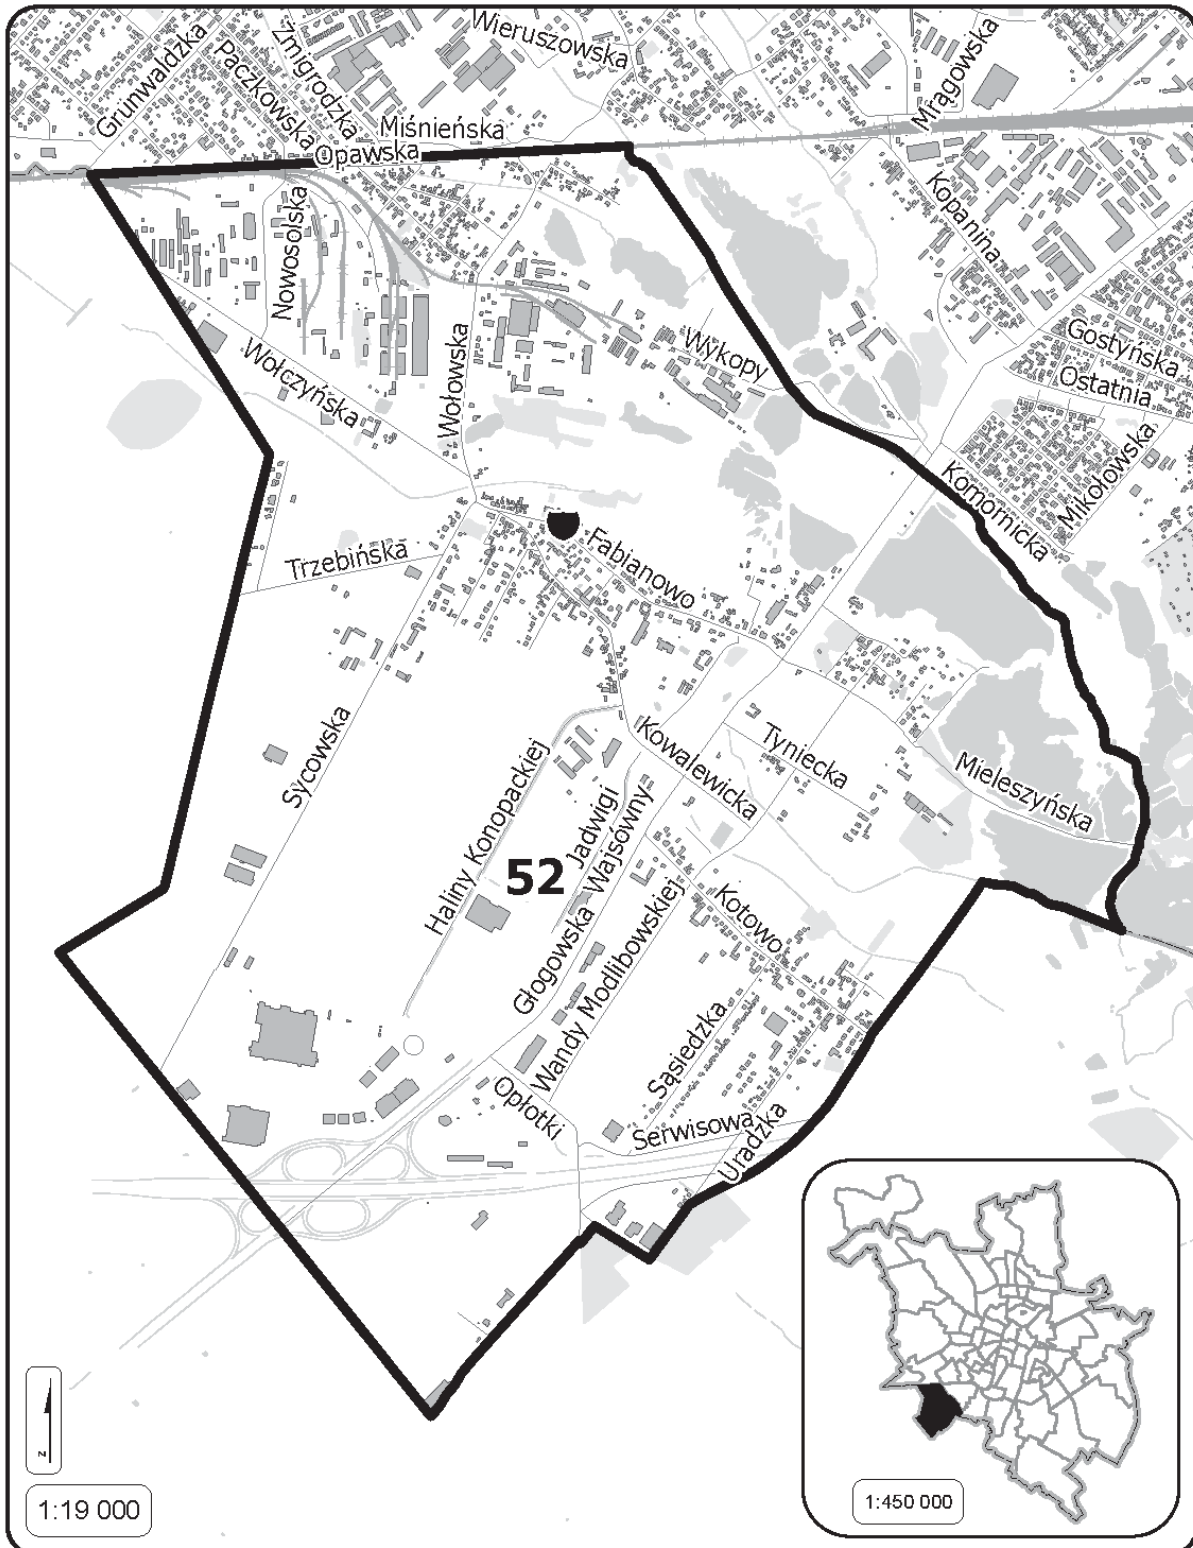 Wieruszowska
Mrągowska
Grunwaldzka
Paczkowska
Żmigrodzka
Miśnieńska
Opawska
Kopanina
Nowosolska
Gostyńska
Ostatnia
Wykopy
Wołczyńska
Wołowska
Mikołowska
Komornicka
Trzebińska
Fabianowo
Sycowska
Kowalewicka
Tyniecka
Mieleszyńska
Haliny Konopackiej
Jadwigi
Wajsówny
52
Głogowska
Wandy Modlibowskiej
Kotowo
Sąsiedzka
Opłotki
Serwisowa
Uradzka
z
1:19 000
1:450 000